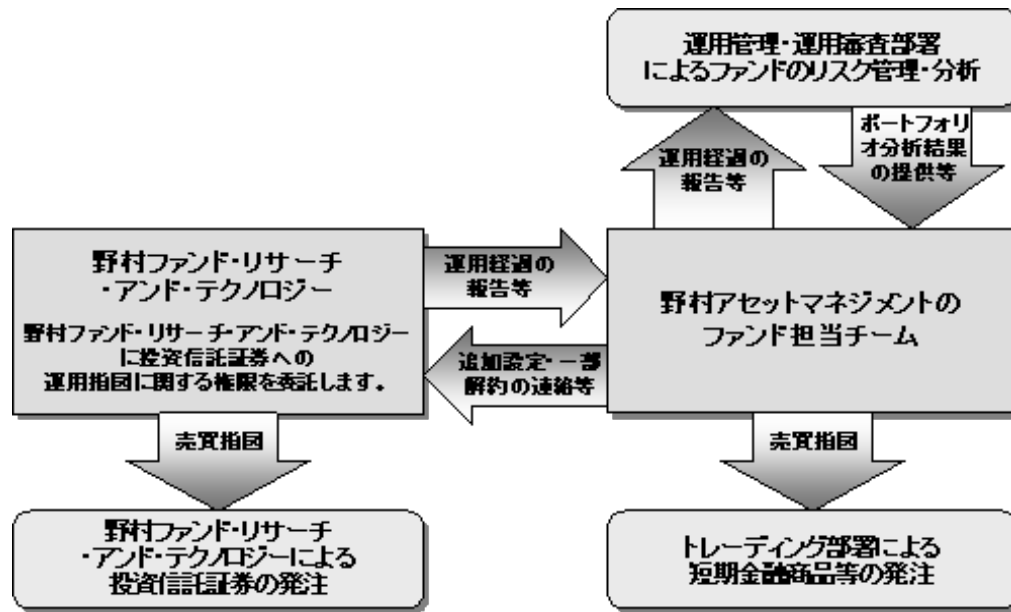 運用管理・運用審査部署
によるファンドのリスク管理・分析
運用経過の
報告等
ポートフォリ
オ分析結果
の提供等
野村ファンド・リサーチ
・アンド・テクノロジー
野村ファンド・リサーチ・アンド・テクノロジー
に投資信託証券への
運用指図に関する権限を委託します。
運用経過の
報告等
追加設定・一部
解約の連絡等
野村アセットマネジメントの
ファンド担当チーム
売買指図
売買指図
野村ファンド・リサーチ
・アンド・テクノロジーによる
投資信託証券の発注
トレーディング部署による
短期金融商品等の発注